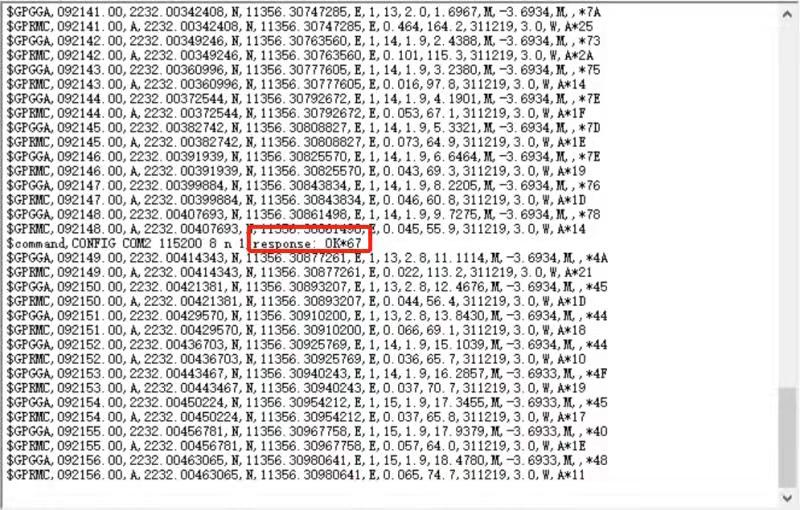 $GPGGA,092141.00,2232.00342408,N,11356.30747285,E,1,13,2.0,1.6967,M,-3.6934,M,,*7A
$GPRMC,092141.00,A,2232.00342408,N,11356.30747285,E,0.464,164.2,311219,3.0,W,A*25
$GPGGA,092142.00,2232.00349246,N,11356.30763560,E,1,14,1.9,2.4388,M,-3.6934,M,,*73
$GPRMC,092142.00,A,2232.00349246,N,11356.30763560,E,0.101,115.3,311219,3.0,W,A*2A
$GPGGA,092143.00,2232.00360996,N,11356.30777605,E,1,14,1.9,3.2380,M,-3.6934,M,,*75
$GPRMC,092143.00,A,2232.00360996,N,11356.30777605,E,0.016,97.8,311219,3.0,W,A*14
$GPGGA,092144.00,2232.00372544,N,11356.30792672,E,1,14,1.9,4.1901,M,-3.6934,M,,*7E
$GPRMC,092144.00,A,2232.00372544,N,11356.30792672,E,0.053,67.1,311219,3.0,W,A*1F
$GPGGA,092145.00,2232.00382742,N,11356.30808827,E,1,14,1.9,5.3321,M,-3.6934,M,,*7D
$GPRMC,092145.00,A,2232.00382742,N,11356.30808827,E,0.073,64.9,311219,3.0,W,A*1E
$GPGGA,092146.00,2232.00391939,N,11356.30825570,E,1,14,1.9,6.6464,M,-3.6934,M,,*7E
$GPRMC,092146.00,A,2232.00391939,N,11356.30825570,E,0.043,69.3,311219,3.0,W,A*19
$GPGGA,092147.00,2232.00399884,N,11356.30843834,E,1,14,1.9,8.2205,M,-3.6934,M,,*76
$GPRMC,092147.00,A,2232.00399884,N,11356.30843834,E,0.046,60.8,311219,3.0,W,A*1D
$GPGGA,092148.00,2232.00407693,N,11356.30861498,E,1,14,1.9,9.7275,M,-3.6934,M,,*78
$GPRMC,092148.00,A,2232.00407693,N,11356.30861498,E,0.045,55.9,311219,3.0,W,A*14
$command,CONFIG COM2 115200 8 n 1,response: OK*67
$GPGGA,092149.00,2232.00414343,N,11356.30877261,E,1,13,2.8,11.1114,M,-3.6934,M,,*4A
$GPRMC,092149.00,A,2232.00414343,N,11356.30877261,E,0.022,113.2,311219,3.0,W,A*21
$GPGGA,092150.00,2232.00421381,N,11356.30893207,E,1,13,2.8,12.4676,M,-3.6934,M,,*45
$GPRMC,092150.00,A,2232.00421381,N,11356.30893207,E,0.044,56.4,311219,3.0,W,A*1D
$GPGGA,092151.00,2232.00429570,N,11356.30910200,E,1,13,2.8,13.8430,M,-3.6934,M,,*44
$GPRMC,092151.00,A,2232.00429570,N,11356.30910200,E,0.066,69.1,311219,3.0,W,A*18
$GPGGA,092152.00,2232.00436703,N,11356.30925769,E,1,14,1.9,15.1039,M,-3.6934,M,,*44
$GPRMC,092152.00,A,2232.00436703,N,11356.30925769,E,0.036,65.7,311219,3.0,W,A*10
$GPGGA,092153.00,2232.00443467,N,11356.30940243,E,1,14,1.9,16.2857,M,-3.6933,M,,*4F
$GPRMC,092153.00,A,2232.00443467,N,11356.30940243,E,0.037,70.7,311219,3.0,W,A*19
$GPGGA,092154.00,2232.00450224,N,11356.30954212,E,1,15,1.9,17.3455,M,-3.6933,M,,*45
$GPRMC,092154.00,A,2232.00450224,N,11356.30954212,E,0.037,65.8,311219,3.0,W,A*17
$GPGGA,092155.00,2232.00456781,N,11356.30967758,E,1,15,1.9,17.9379,M,-3.6933,M,,*40
$GPRMC,092155.00,A,2232.00456781,N,11356.30967758,E,0.057,64.0,311219,3.0,W,A*1E
$GPGGA,092156.00,2232.00463065,N,11356.30980641,E,1,15,1.9,18.4780,M,-3.6933,M,,*48
$GPRMC,092156.00,A,2232.00463065,N,11356.30980641,E,0.065,74.7,311219,3.0,W,A*11